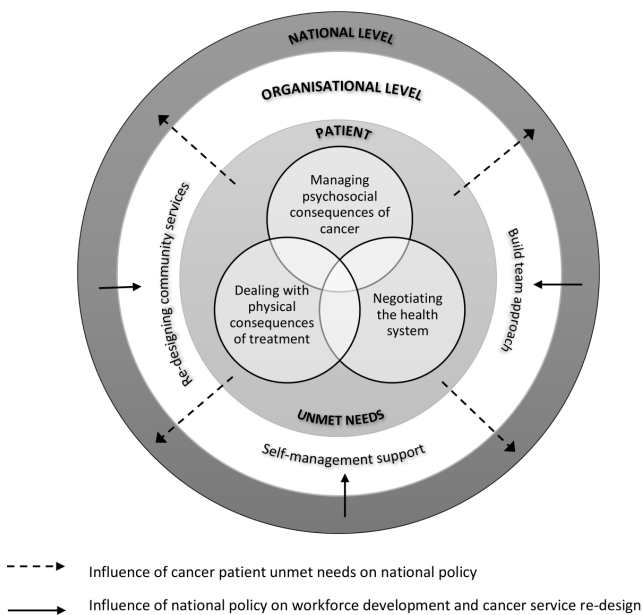 NATIONAL LEVEL
ORGANISATIONAL LEVEL
PATIENT
Managing
psychosocial
consequences of
cancer
Re-designing community services
Build team approach
Dealing with
physical
consequences
of treatment
Negotiating
the health
system
UNMET NEEDS
Self-management support
Influence of cancer patient unmet needs on national policy
Influence of national policy on workforce development and cancer service re-design